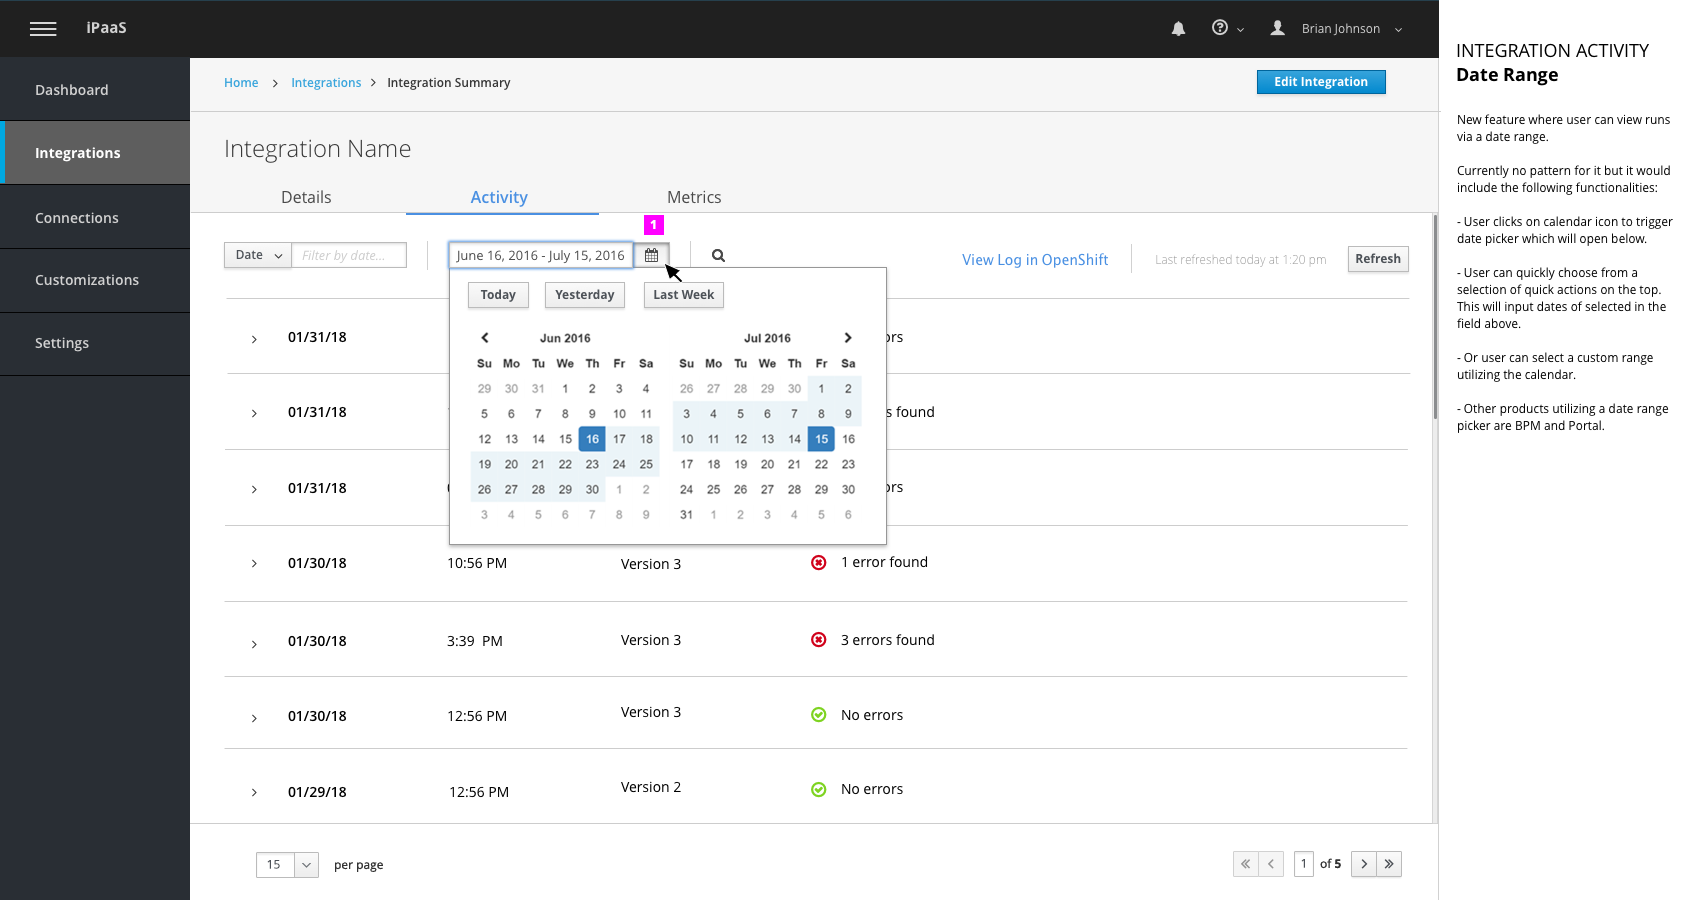 iPaaS
Brian Johnson
Dashboard
Integrations
Connections
Customizations
Settings
Home > Integrations > Integration Summary
Edit Integration
Integration Name
Details Activity Metrics
1
Date Filter by date... June 16, 2016 - July 15, 2016
View Log in OpenShift Last refreshed today at 1:20 pm Refresh
Today Yesterday Last Week
Jun 2016
Su Mo Tu We Th Fr Sa
29 30 31 1 2 3 4
5 6 7 8 9 10 11
12 13 14 15 16 17 18
19 20 21 22 23 24 25
26 27 28 29 30 1 2
3 4 5 6 7 8 9
Jul 2016
Su Mo Tu We Th Fr Sa
26 27 28 29 30 1 2
3 4 5 6 7 8 9
10 11 12 13 14 15 16
17 18 19 20 21 22 23
24 25 26 27 28 29 30
31 1 2 3 4 5 6
01/31/18
01/31/18 found
01/31/18
01/30/18 10:56 PM Version 3 1 error found
01/30/18 3:39 PM Version 3 3 errors found
01/30/18 12:56 PM Version 3 No errors
01/29/18 12:56 PM Version 2 No errors
15 per page
1 of 5
INTEGRATION ACTIVITY
Date Range
New feature where user can view runs
via a date range.
Currently no pattern for it but it would
include the following functionalities:
- User clicks on calendar icon to trigger
date picker which will open below.
- User can quickly choose from a
selection of quick actions on the top.
This will input dates of selected in the
field above.
- Or user can select a custom range
utilizing the calendar.
- Other products utilizing a date range
picker are BPM and Portal.